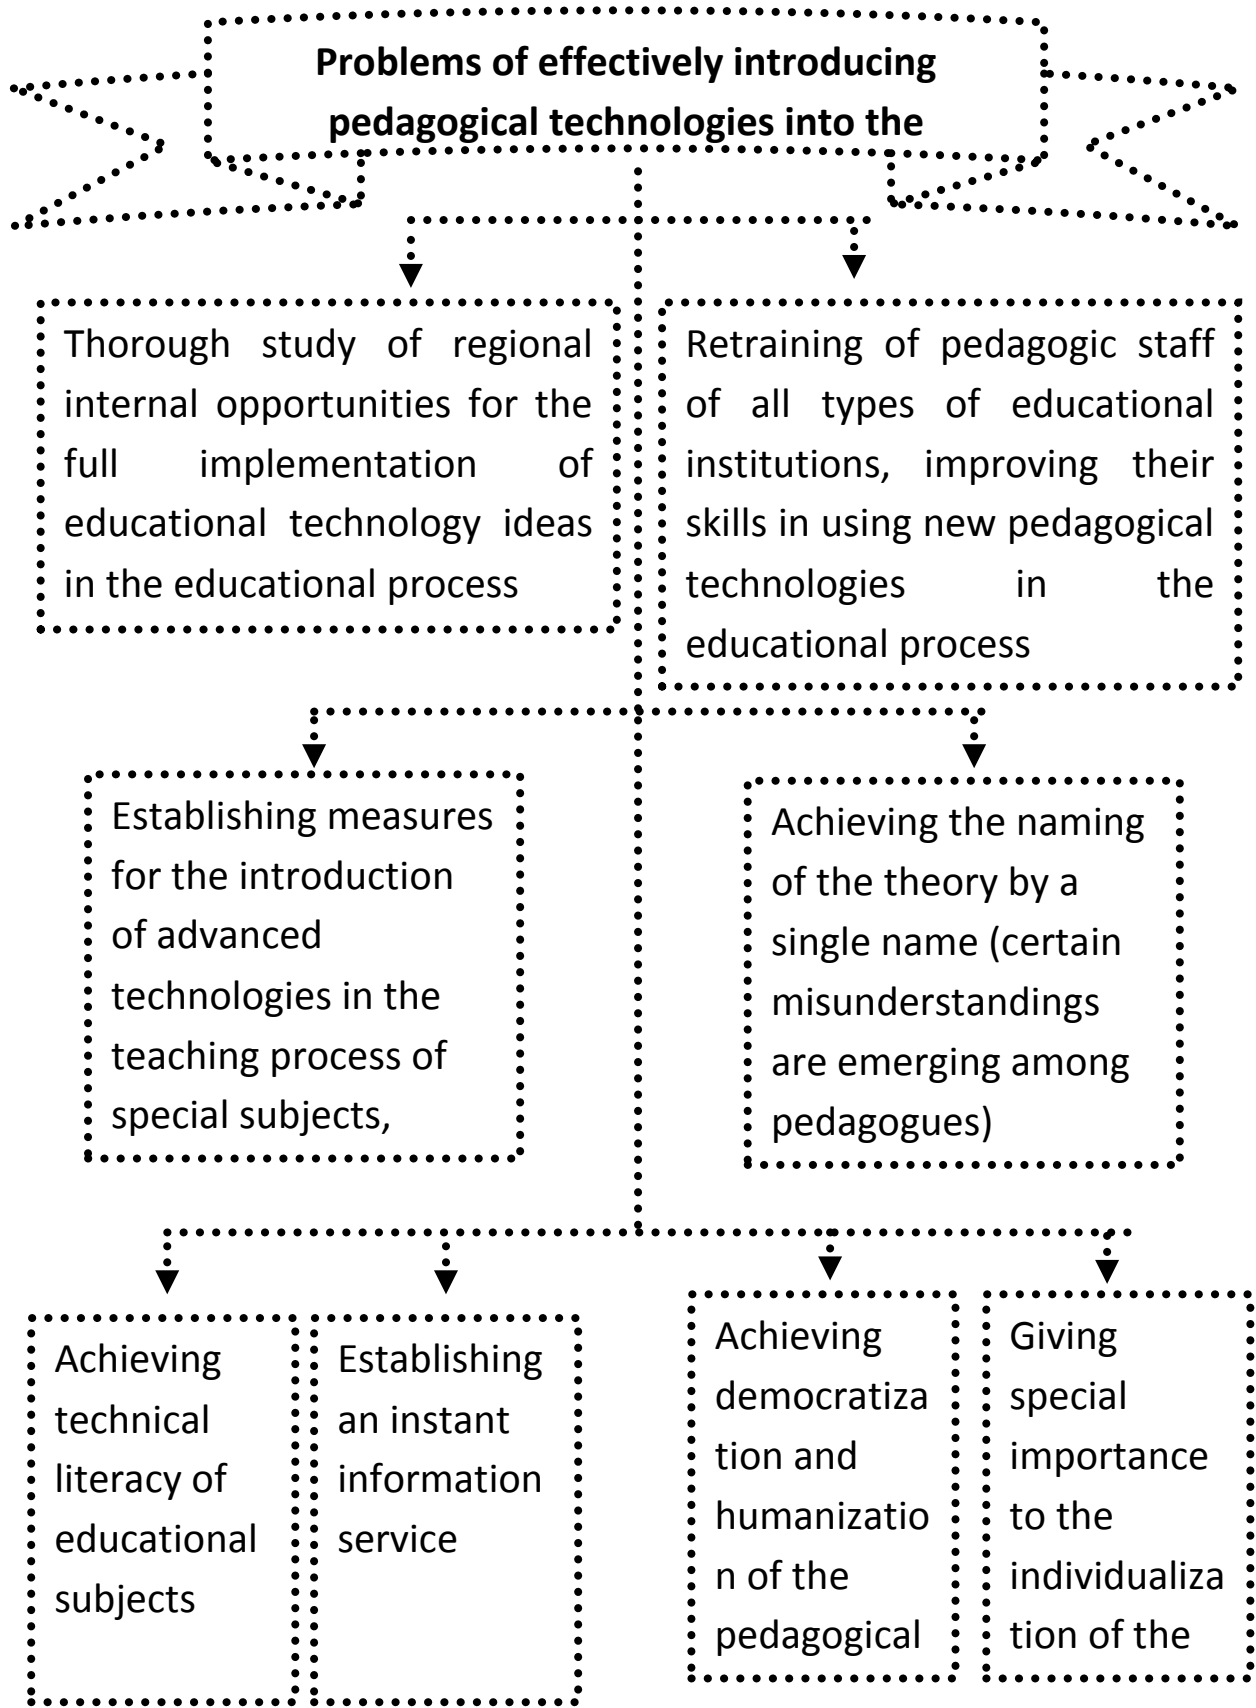 Problems of effectively introducing
pedagogical technologies into the
Thorough study of regional
internal opportunities for the
full implementation of
educational technology ideas
in the educational process
Retraining of pedagogic staff
of all types of educational
institutions, improving their
skills in using new pedagogical
technologies in the
educational process
Establishing measures
for the introduction
of advanced
technologies in the
teaching process of
special subjects,
Achieving the naming
of the theory by a
single name (certain
misunderstandings
are emerging among
pedagogues)
Achieving
technical
literacy of
educational
subjects
Establishing
an instant
information
service
Achieving
democratiza
tion and
humanizatio
n of the
pedagogical
Giving
special
importance
to the
individualiza
tion of the